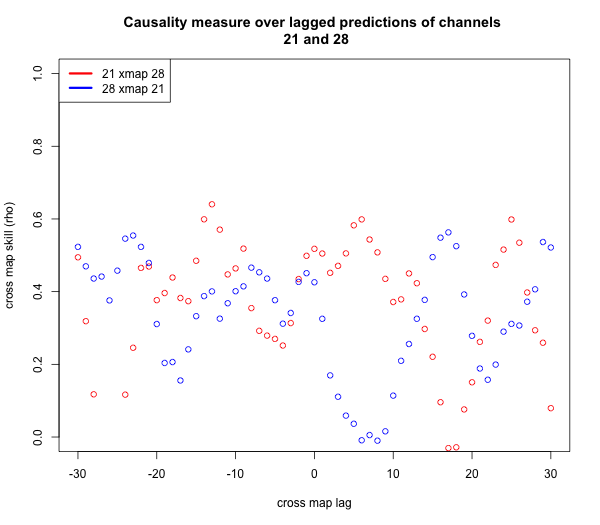 Causality measure over lagged predictions of channels
21 and 28
21 xmap 28
28 xmap 21
cross map skill (rho)
1.0
0.8
0.6
0.4
0.2
0.0
-30 -20 -10 0 10 20 30
cross map lag